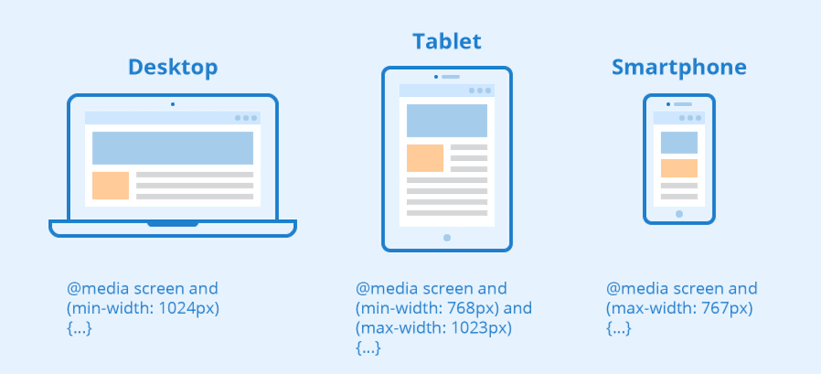 Desktop
Tablet
Smartphone
@media screen and
(min-width: 1024px)
{...}
@media screen and
(min-width: 768px) and
(max-width: 1023px)
{...}
@media screen and
(max-width: 767px)
{...}